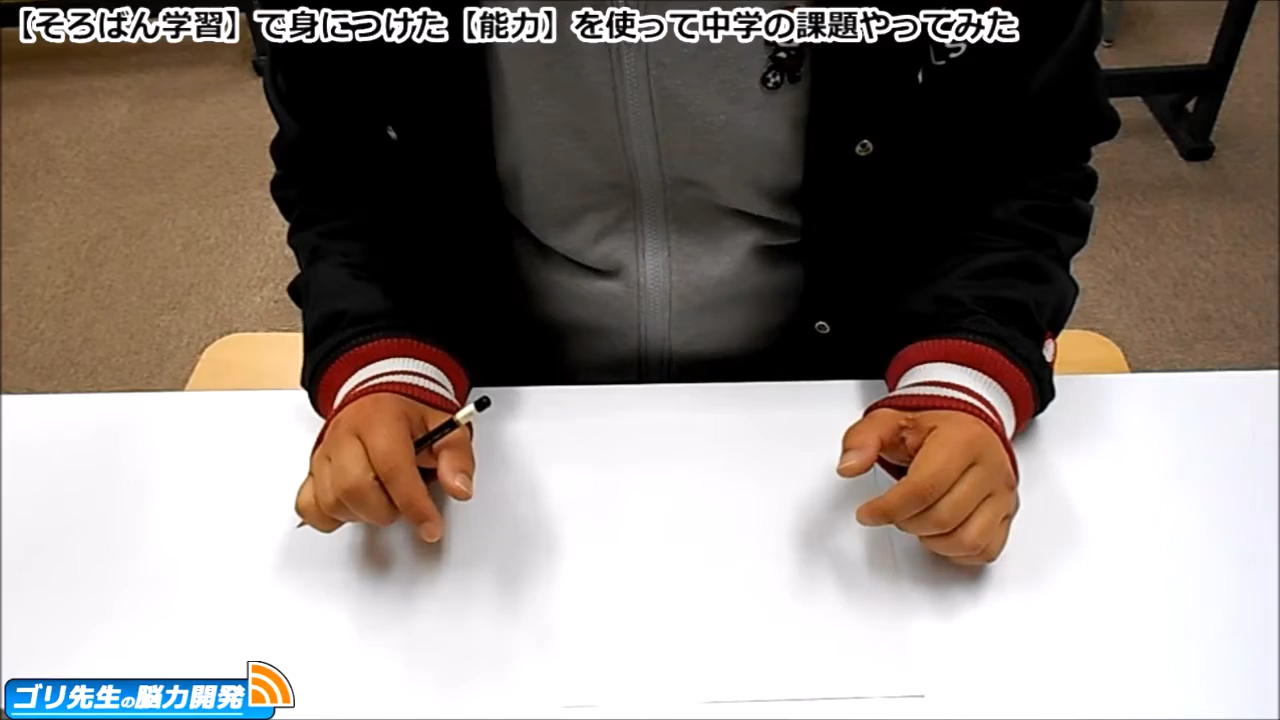 【そろばん学習】で身につけた【能力】を使って中学の課題やってみた
LS
ゴリ先生の脳力開発